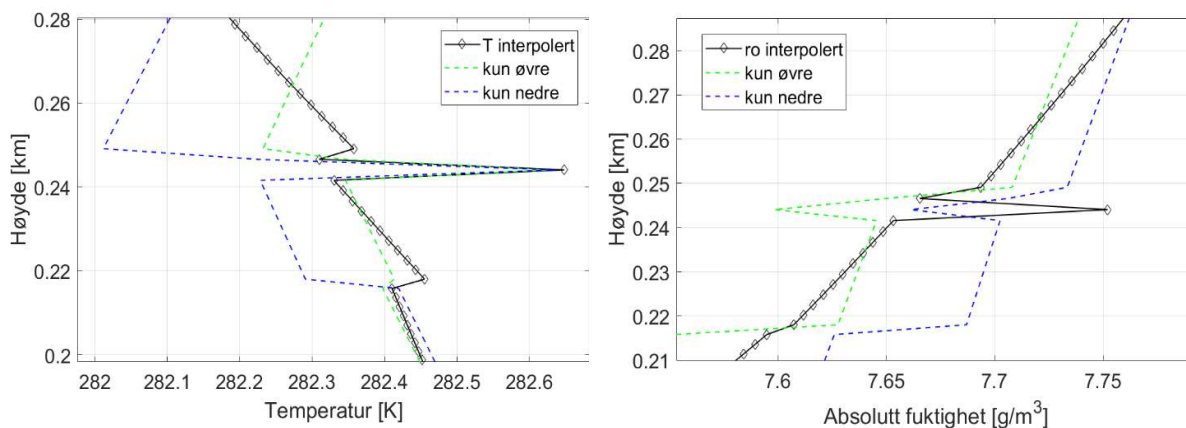 0.28
0.26
0.24
0.22
0.2
Høyde [km]
282
282.1
282.2
282.3
282.4
282.5
282.6
Temperatur [K]
T interpolert
kun øvre
kun nedre
0.28
0.27
0.26
0.25
0.24
0.23
0.22
0.21
Høyde [km]
7.6
7.65
7.7
7.75
Absolutt fuktighet [g/m³]
ro interpolert
kun øvre
kun nedre